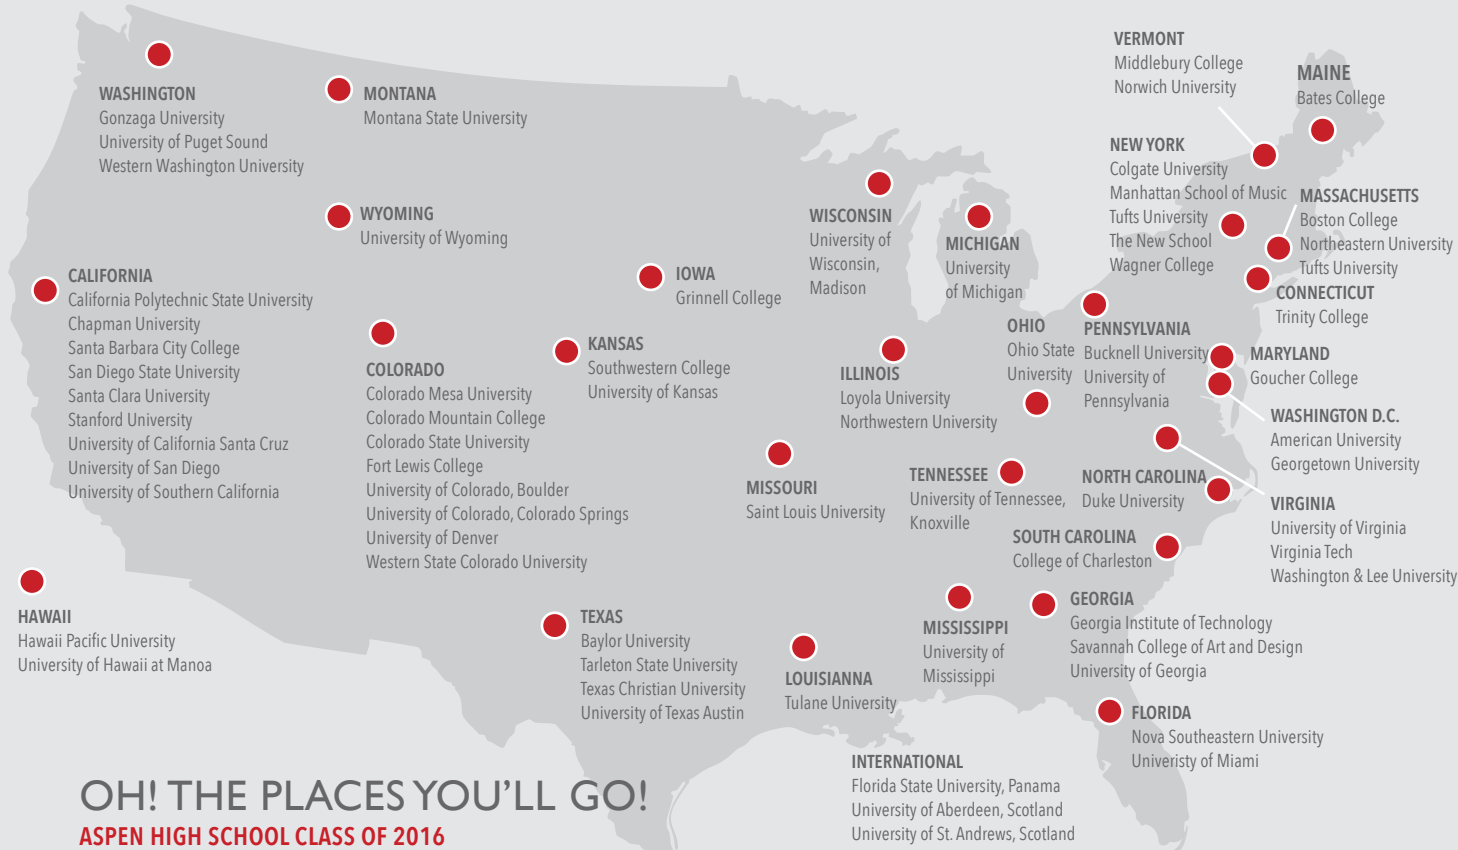 WASHINGTON
Gonzaga University
University of Puget Sound
Western Washington University
MONTANA
Montana State University
WYOMING
University of Wyoming
CALIFORNIA
California Polytechnic State University
Chapman University
Santa Barbara City College
San Diego State University
Santa Clara University
Stanford University
University of California Santa Cruz
University of San Diego
University of Southern California
COLORADO
Colorado Mesa University
Colorado Mountain College
Colorado State University
Fort Lewis College
University of Colorado, Boulder
University of Colorado, Colorado Springs
University of Denver
Western State Colorado University
HAWAII
Hawaii Pacific University
University of Hawaii at Manoa
IOWA
Grinnell College
KANSAS
Southwestern College
University of Kansas
TEXAS
Baylor University
Tarleton State University
Texas Christian University
University of Texas Austin
WISCONSIN
University of
Wisconsin,
Madison
MICHIGAN
University
of Michigan
ILLINOIS
Loyola University
Northwestern University
MISSOURI
Saint Louis University
LOUISIANNA
Tulane University
MISSISSIPPI
University of
Mississippi
TENNESSEE
University of Tennessee,
Knoxville
OHIO
Ohio State
University
PENNSYLVANIA
Bucknell University
University of
Pennsylvania
VERMONT
Middlebury College
Norwich University
MAINE
Bates College
NEW YORK
Colgate University
Manhattan School of Music
Tufts University
The New School
Wagner College
MASSACHUSETTS
Boston College
Northeastern University
Tufts University
CONNECTICUT
Trinity College
MARYLAND
Goucher College
WASHINGTON D.C.
American University
Georgetown University
VIRGINIA
University of Virginia
Virginia Tech
Washington & Lee University
NORTH CAROLINA
Duke University
SOUTH CAROLINA
College of Charleston
GEORGIA
Georgia Institute of Technology
Savannah College of Art and Design
University of Georgia
FLORIDA
Nova Southeastern University
Univeristy of Miami
INTERNATIONAL
Florida State University, Panama
University of Aberdeen, Scotland
University of St. Andrews, Scotland
OH! THE PLACES YOU'LL GO!
ASPEN HIGH SCHOOL CLASS OF 2016